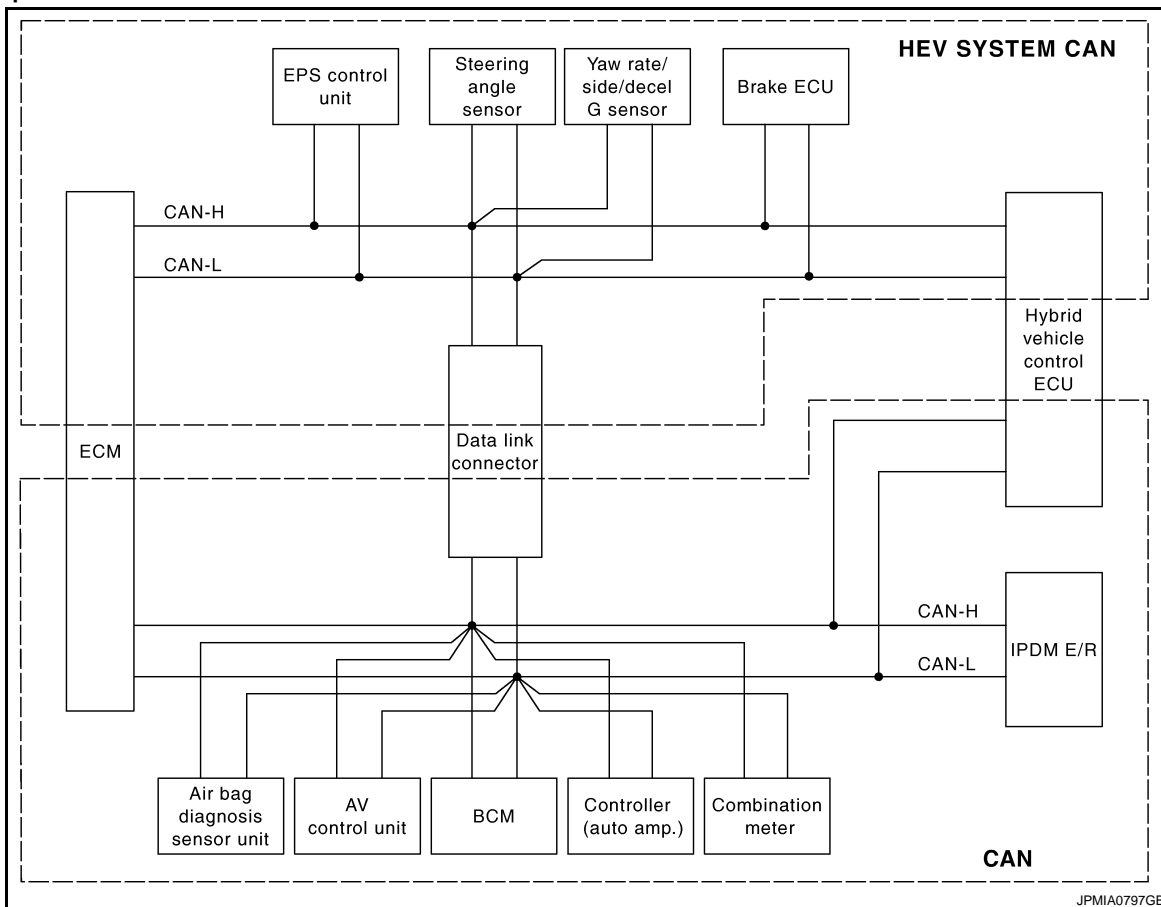 HEV SYSTEM CAN
EPS control
unit
Steering
angle
sensor
Yaw rate/
side/decel
G sensor
Brake ECU
CAN-H
CAN-L
Hybrid
vehicle
control
ECU
ECM
Data link
connector
CAN-H
CAN-L
IPDM E/R
Air bag
diagnosis
sensor unit
AV
control unit
BCM
Controller
(auto amp.)
Combination
meter
CAN
JPMIA0797GB